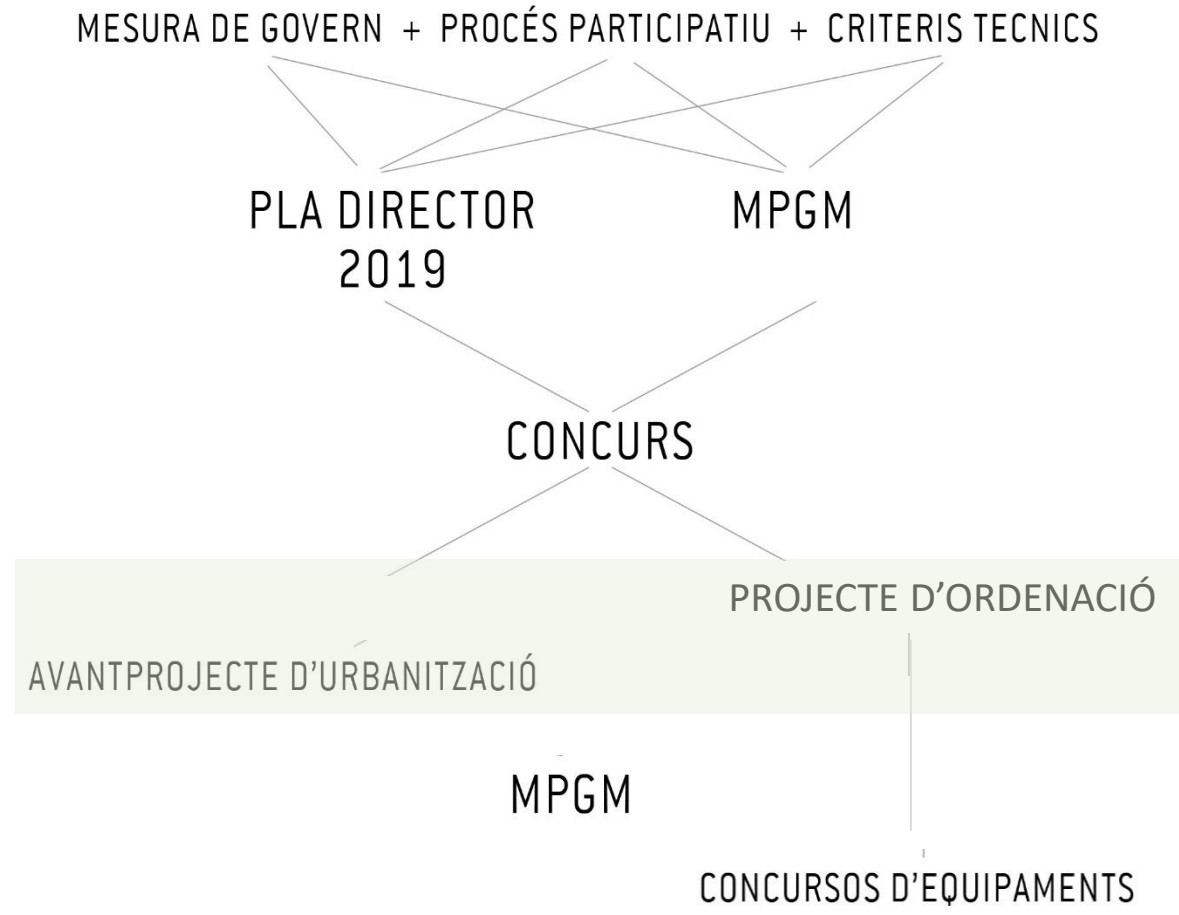 MESURA DE GOVERN + PROCÉS PARTICIPATIU + CRITERIS TECNICS
PLA DIRECTOR
2019
MPGM
CONCURS
PROJECTE D'ORDENACIÓ
AVANTPROJECTE D'URBANITZACIÓ
MPGM
CONCURSOS D'EQUIPAMENTS